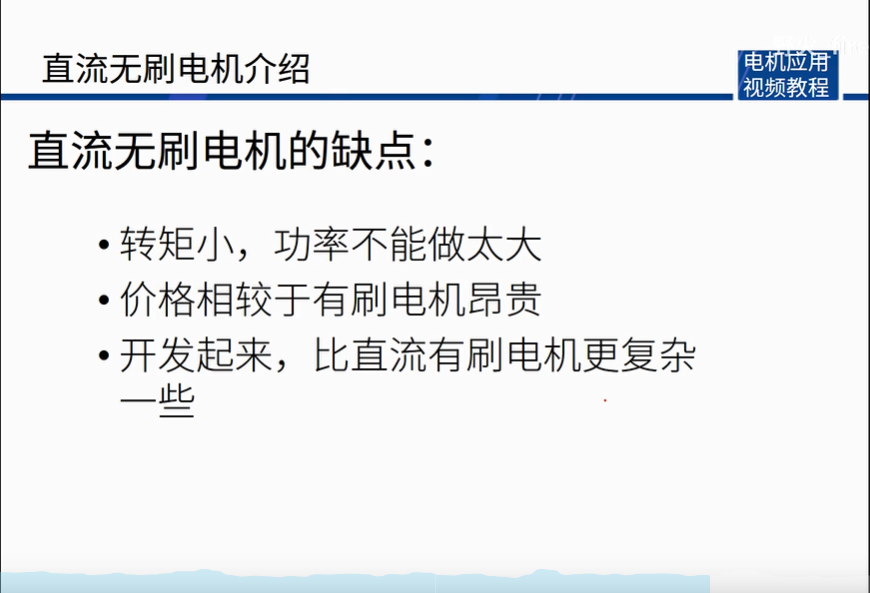 直流无刷电机介绍
电机应用
视频教程
直流无刷电机的缺点：
• 转矩小，功率不能做太大
• 价格相较于有刷电机昂贵
• 开发起来，比直流有刷电机更复杂
一些